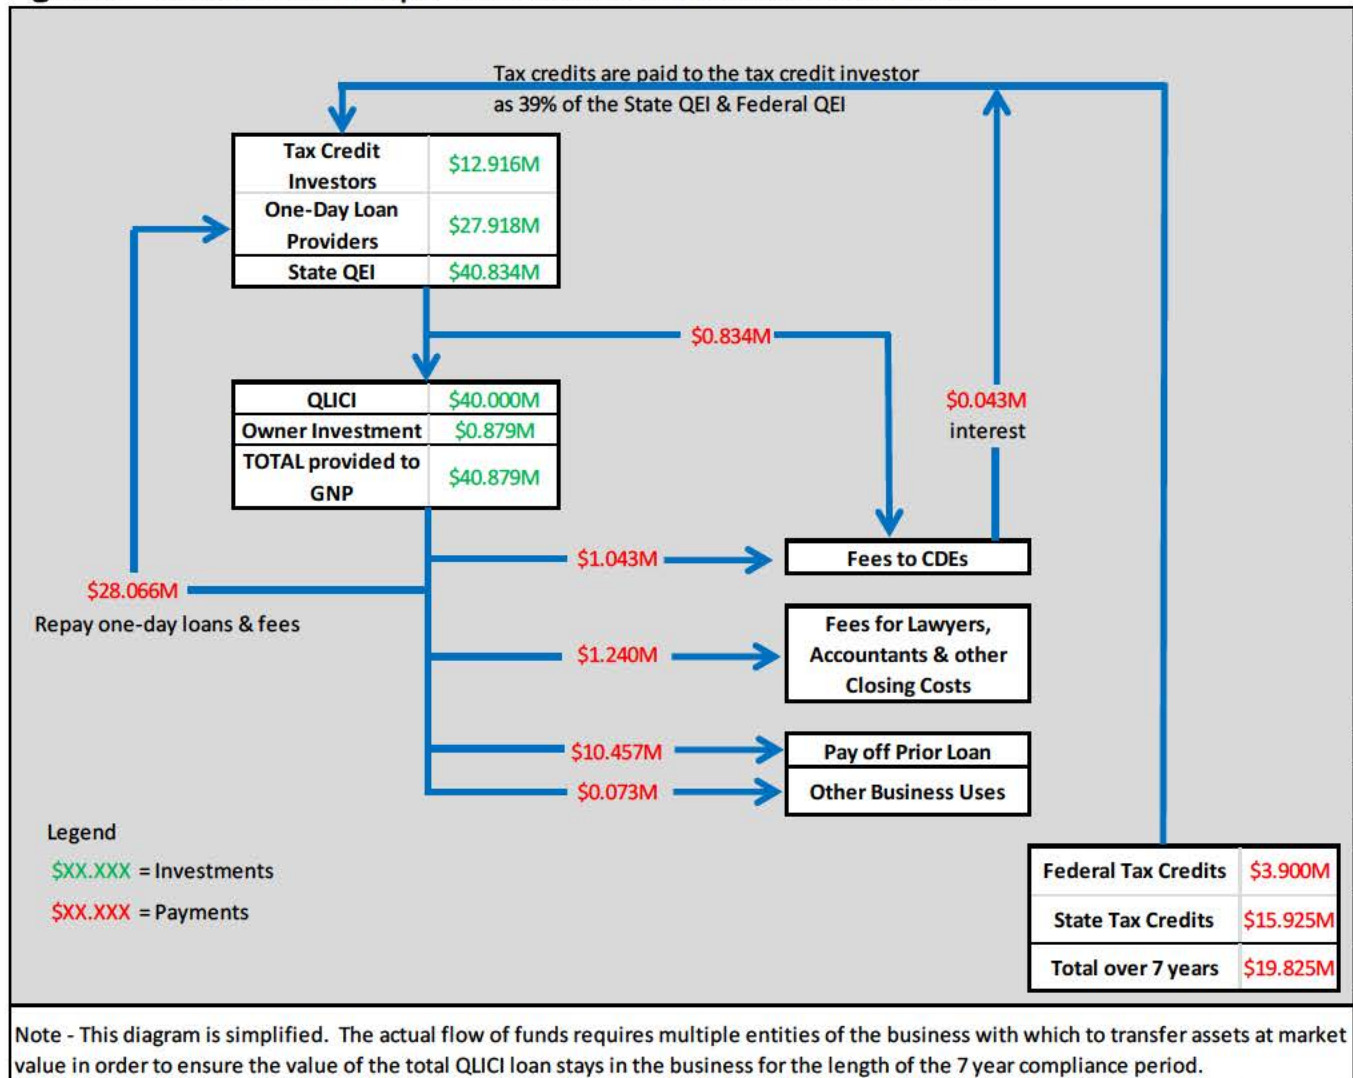 Tax credits are paid to the tax credit investor
as 39% of the State QEI & Federal QEI
Tax Credit
Investors
$12.916M
One-Day Loan
Providers
$27.918M
State QEI
$40.834M
$0.834M
QLICI
$40.000M
Owner Investment
$0.879M
TOTAL provided to
GNP
$40.879M
$0.043M
interest
$1.043M
Fees to CDEs
$28.066M
Repay one-day loans & fees
$1.240M
Fees for Lawyers,
Accountants & other
Closing Costs
$10.457M
Pay off Prior Loan
$0.073M
Other Business Uses
Legend
$XX.XXX = Investments
$XX.XXX = Payments
Federal Tax Credits
$3.900M
State Tax Credits
$15.925M
Total over 7 years
$19.825M
Note - This diagram is simplified. The actual flow of funds requires multiple entities of the business with which to transfer assets at market
value in order to ensure the value of the total QLICI loan stays in the business for the length of the 7 year compliance period.